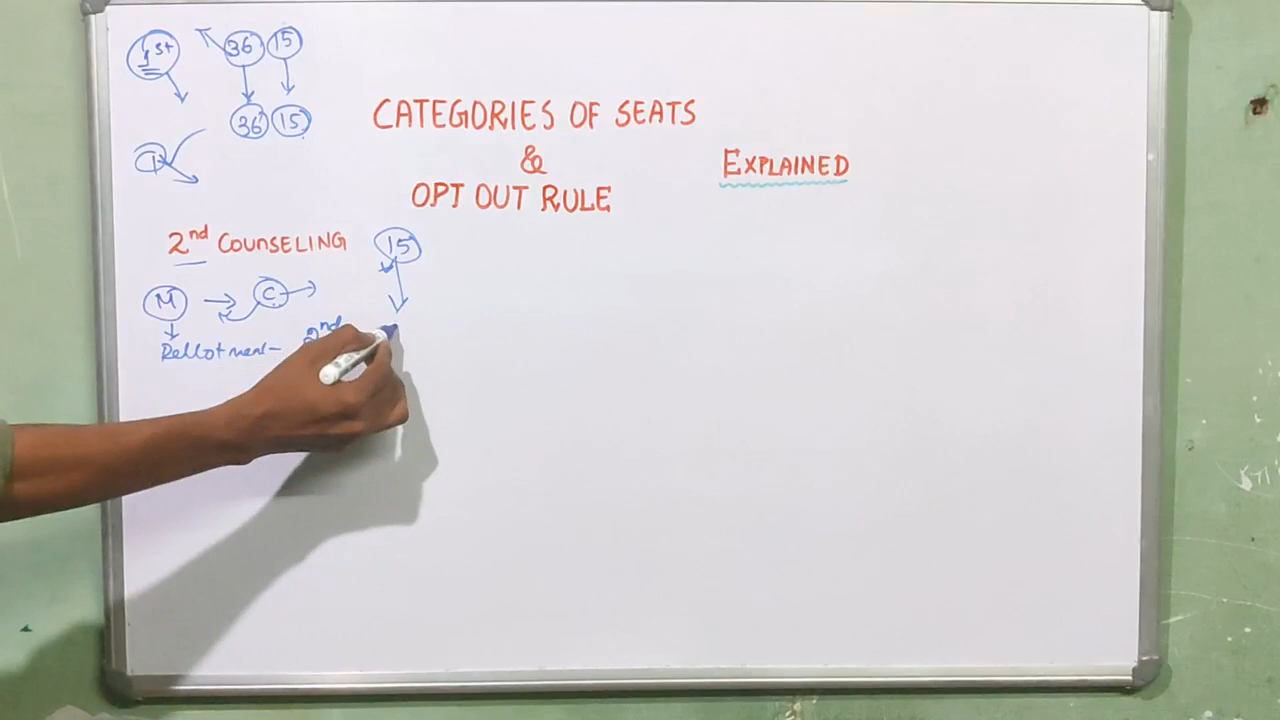 1st 36 15
36 15
1
CATEGORIES OF SEATS
&
OPT OUT RULE
EXPLAINED
2nd COUNSELING 15
M C
Rellotment- 2nd